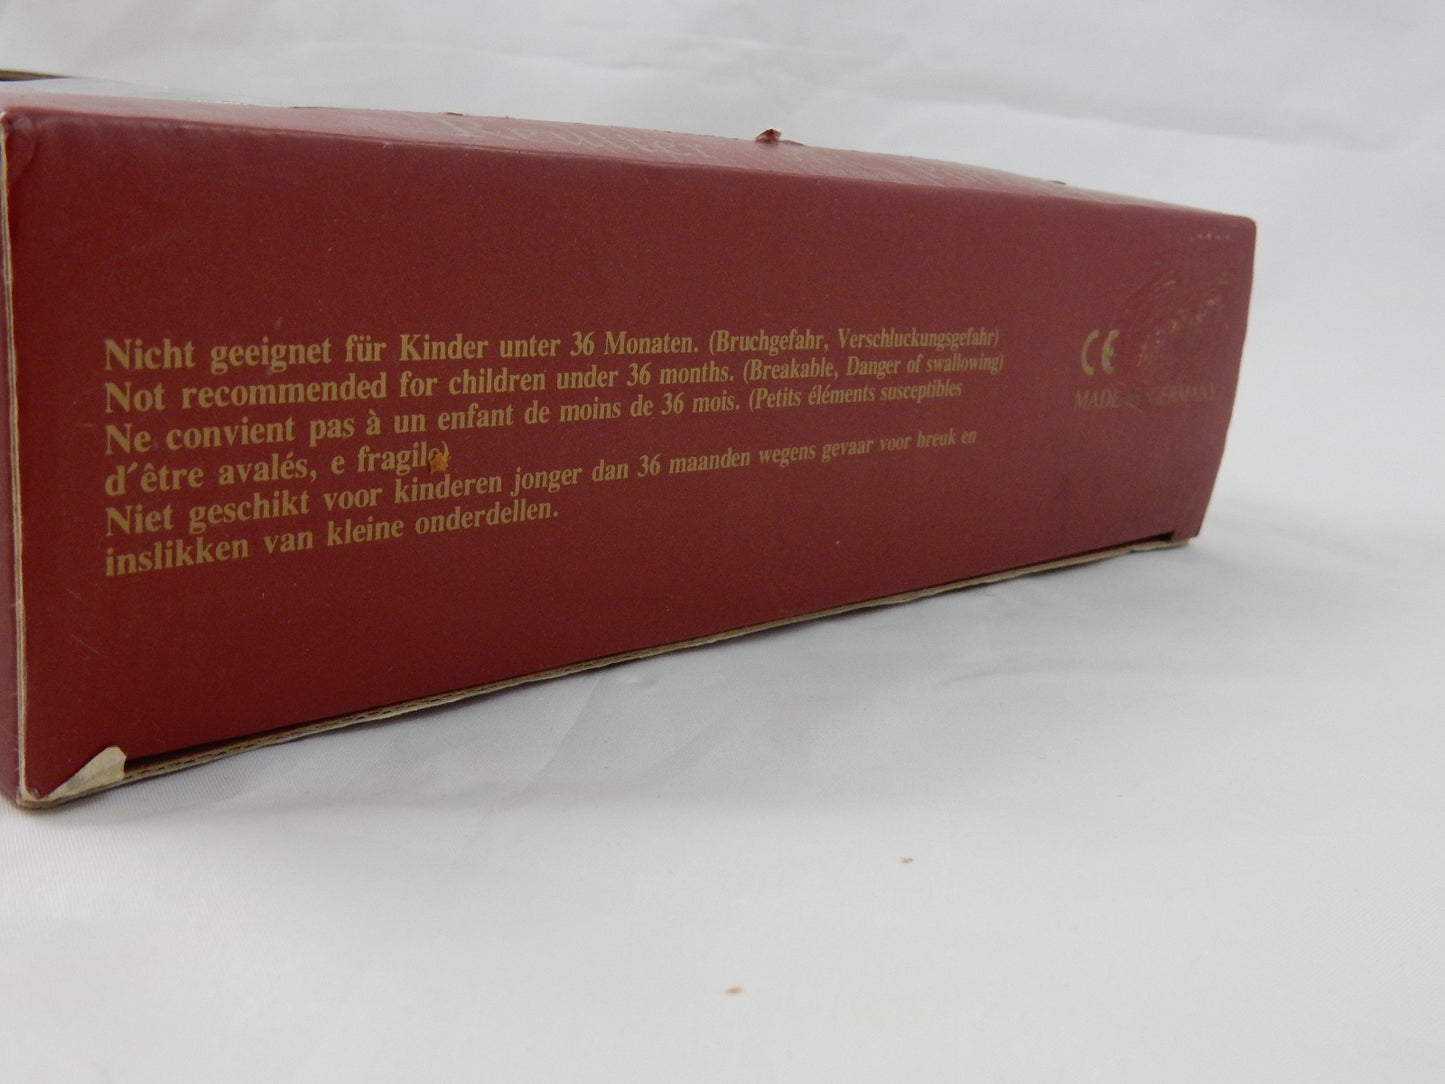 Reutter
Nicht geeignet für Kinder unter 36 Monaten. (Bruchgefahr, Verschluckungsgefahr)
Not recommended for children under 36 months. (Breakable, Danger of swallowing)
Ne convient pas à un enfant de moins de 36 mois. (Petits éléments susceptibles
d'être avalés, e fragile)
Niet geschikt voor kinderen jonger dan 36 maanden wegens gevaar voor breuk en
inslikken van kleine onderdellen.
CE
MADE IN GERMANY